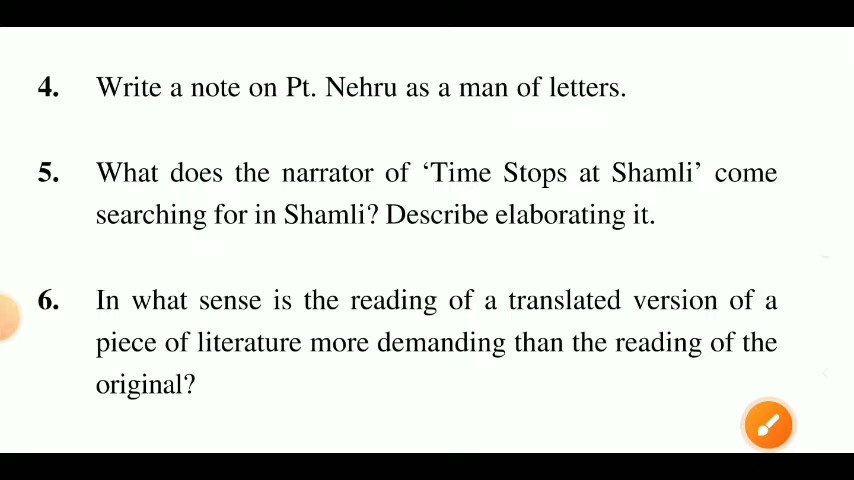 4. Write a note on Pt. Nehru as a man of letters.
5. What does the narrator of ‘Time Stops at Shamli’ come
searching for in Shamli? Describe elaborating it.
6. In what sense is the reading of a translated version of a
piece of literature more demanding than the reading of the
original?